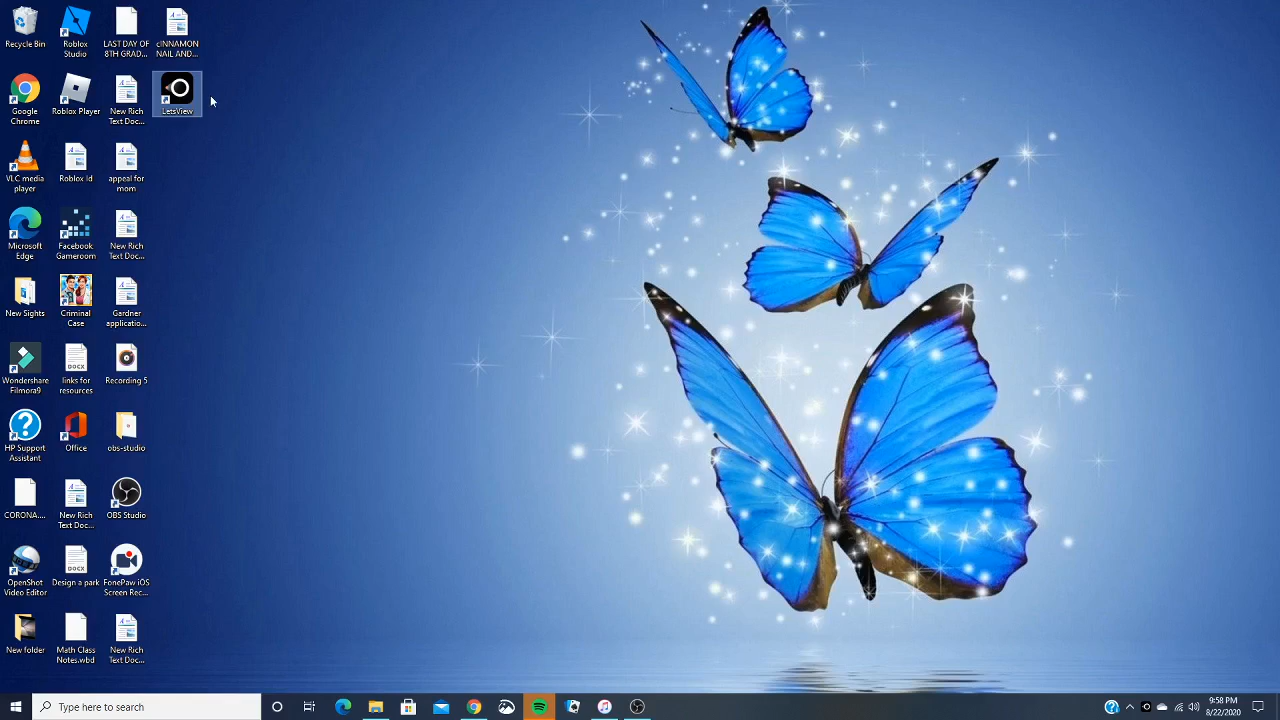 Recycle Bin
Roblox Studio
LAST DAY OF 8TH GRAD...
cINNAMON NAIL AND...
Google Chrome
Roblox Player
New Rich Text Doc...
LetsView
VLC media player
Roblox Id
appeal for mom
Microsoft Edge
Facebook Gameroom
New Rich Text Doc...
New Sights
Criminal Case
Gardner applicatio...
Wondershare Filmora9
links for resources
Recording 5
HP Support Assistant
Office
obs-studio
CORONA....
New Rich Text Doc...
OBS Studio
OpenShot Video Editor
Design a park
FonePaw iOS Screen Rec...
New folder
Math Class Notes.wbd
New Rich Text Doc...
Type here to search
9:58 PM
8/22/2020